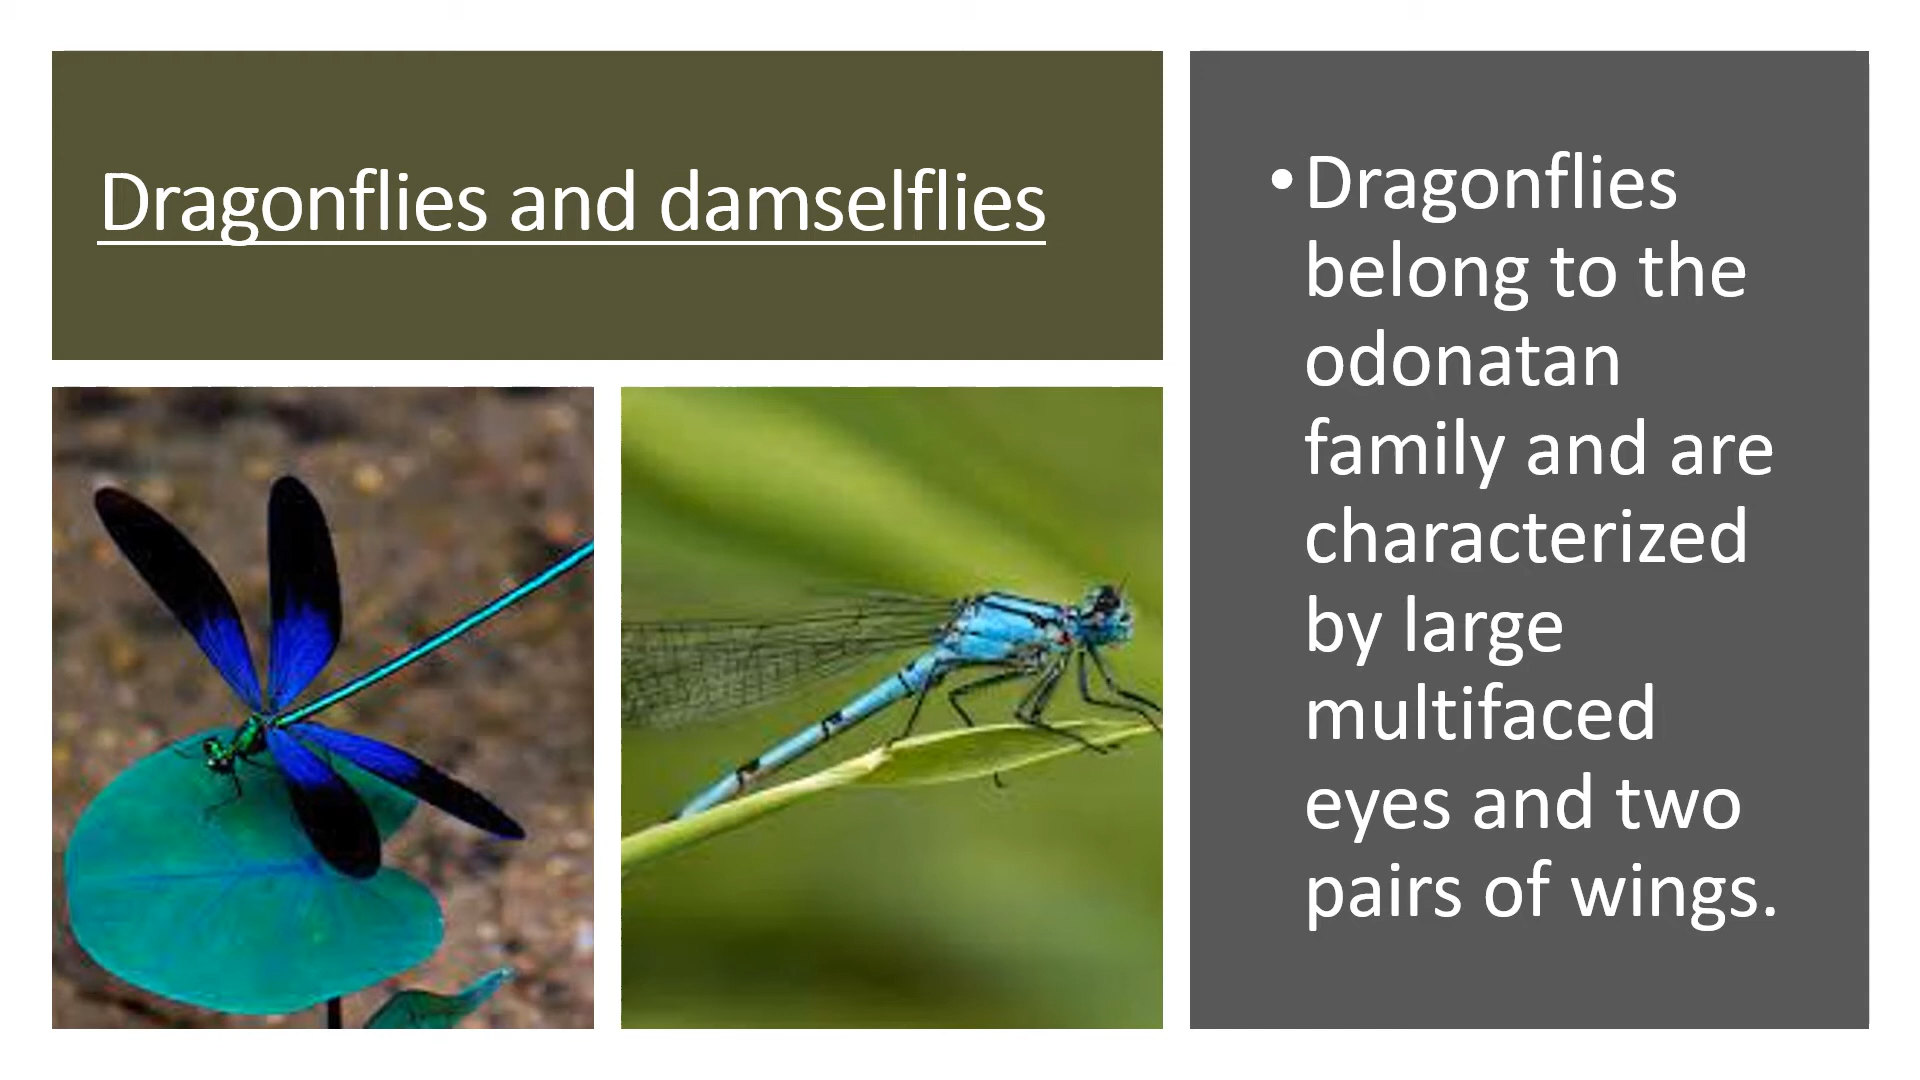 Dragonflies and damselflies
•Dragonflies
belong to the
odonatan
family and are
characterized
by large
multifaced
eyes and two
pairs of wings.